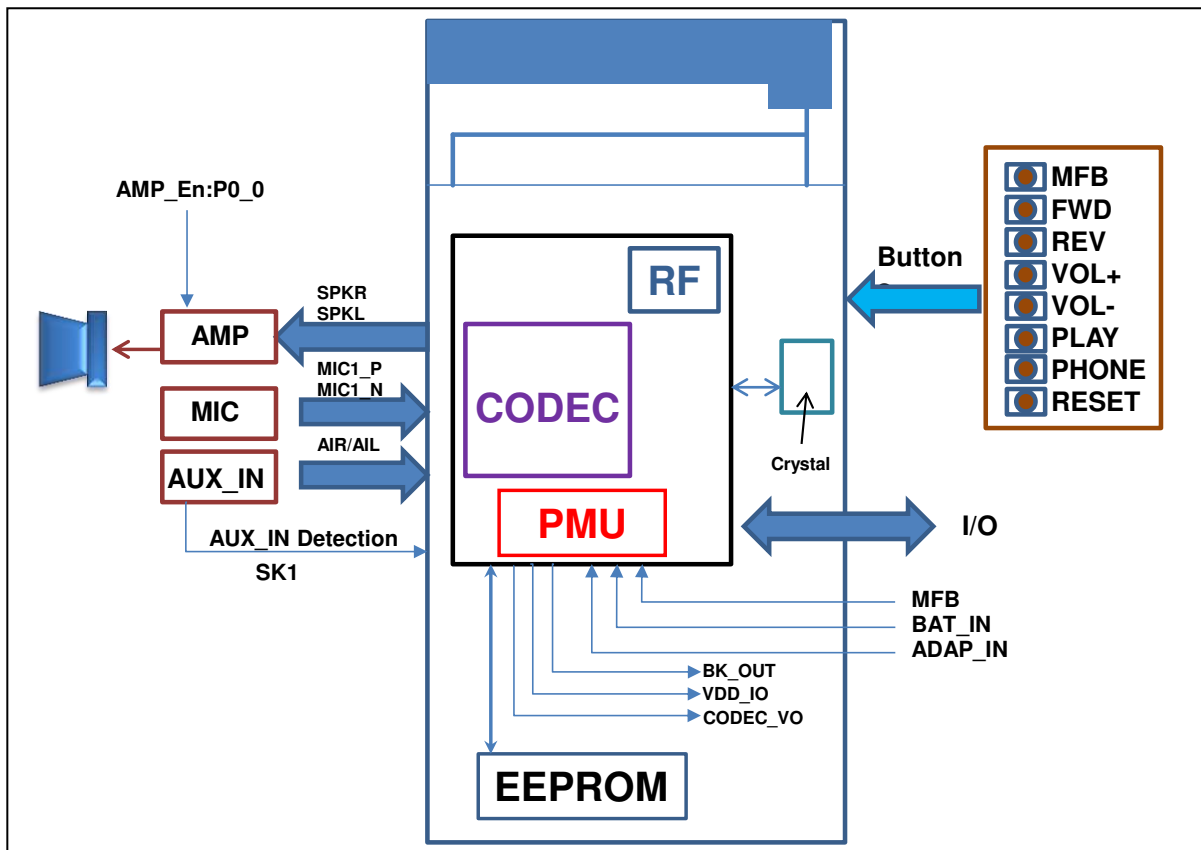 AMP_En:P0_0
SPKR
SPKL
AMP
MIC1_P
MIC1_N
MIC
AIR/AIL
AUX_IN
AUX_IN Detection
SK1
RF
CODEC
PMU
Crystal
Button
MFB
FWD
REV
VOL+
VOL-
PLAY
PHONE
RESET
I/O
MFB
BAT_IN
ADAP_IN
BK_OUT
VDD_IO
CODEC_VO
EEPROM